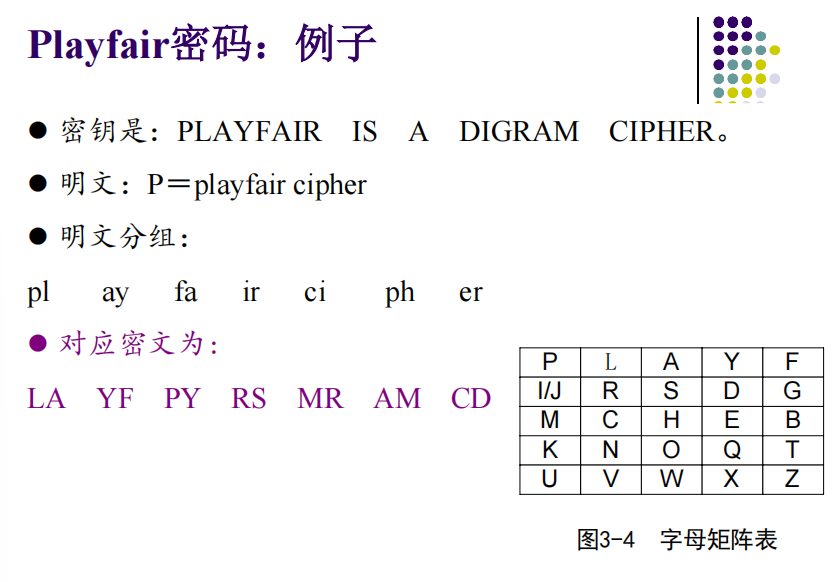 Playfair密码：例子
● 密钥是：PLAYFAIR IS A DIGRAM CIPHER。
● 明文：P＝playfair cipher
● 明文分组：
pl ay fa ir ci ph er
● 对应密文为：
LA YF PY RS MR AM CD
P L A Y F
I/J R S D G
M C H E B
K N O Q T
U V W X Z
图3-4 字母矩阵表